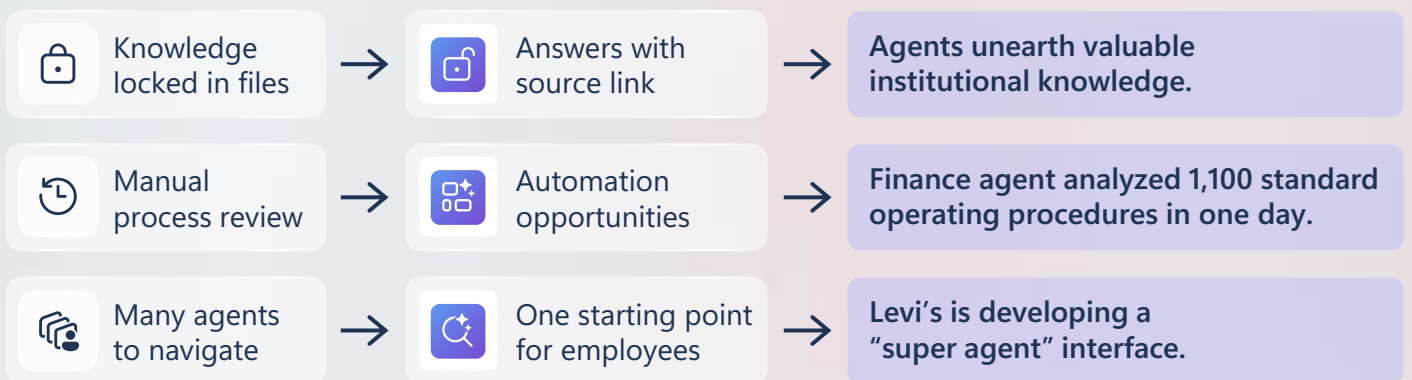 Knowledge
locked in files
Answers with
source link
Agents unearth valuable
institutional knowledge.
Manual
process review
Automation
opportunities
Finance agent analyzed 1,100 standard
operating procedures in one day.
Many agents
to navigate
One starting point
for employees
Levi’s is developing a
“super agent” interface.